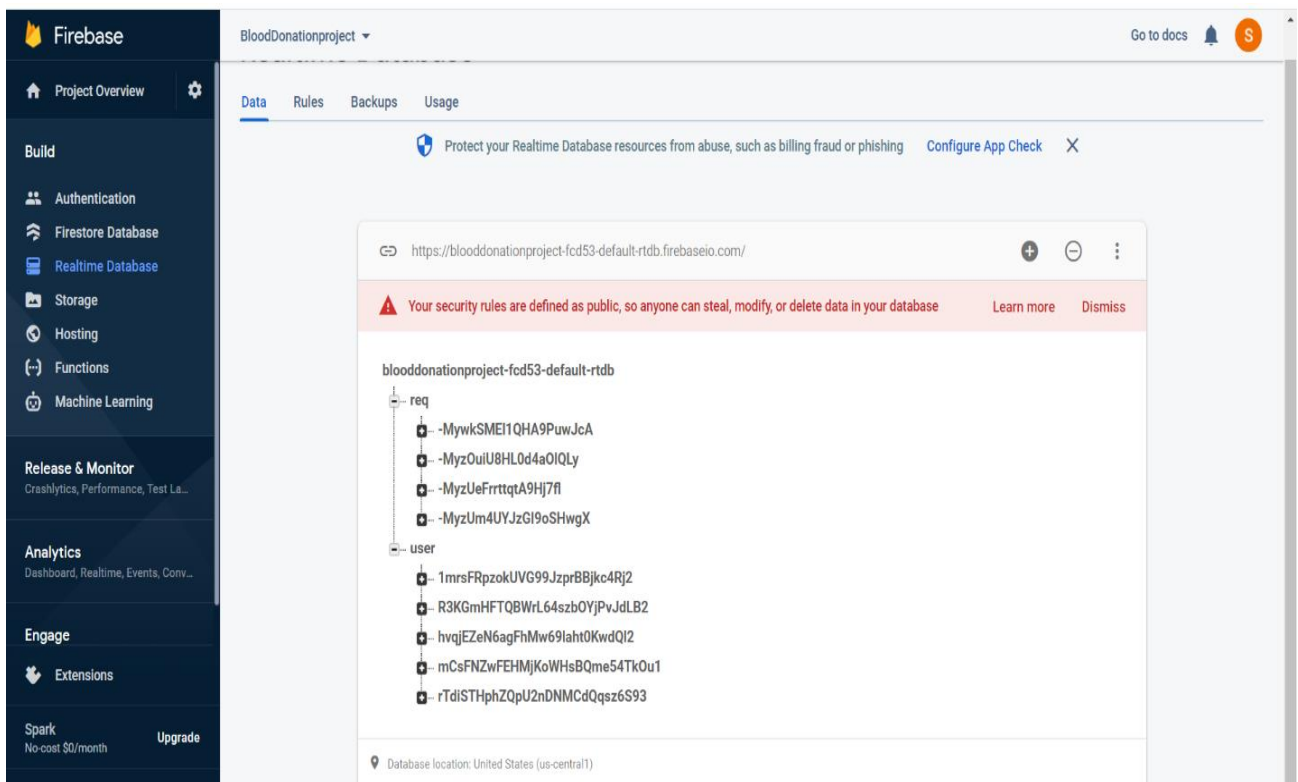 Firebase
BloodDonationproject
Go to docs
S
Project Overview
Data Rules Backups Usage
Protect your Realtime Database resources from abuse, such as billing fraud or phishing Configure App Check
Build
Authentication
Firestore Database
Realtime Database
Storage
Hosting
Functions
Machine Learning
Release & Monitor
Crashlytics, Performance, Test La...
Analytics
Dashboard, Realtime, Events, Conv...
Engage
Extensions
Spark
No-cost $0/month
Upgrade
https://blooddonationproject-fcd53-default-rtdb.firebaseio.com/
Your security rules are defined as public, so anyone can steal, modify, or delete data in your database Learn more Dismiss
blooddonationproject-fcd53-default-rtdb
req
-MywkSMEI1QHA9PuwJcA
-MyzOuiU8HL0d4aOIQLy
-MyzUeFrrttqtA9Hj7fl
-MyzUm4UYJzGI9oSHwgX
user
1mrsFRpzokUVG99JzprBBjkc4Rj2
R3KGmHFTQBWrL64szbOYjPvJdLB2
hvqjEZeN6agFhMw69laht0KwdQl2
mCsFNZwFEHMjKoWHsBQme54TkOu1
rTdiSTHphZQpU2nDNMCdQqsz6S93
Database location: United States (us-central1)